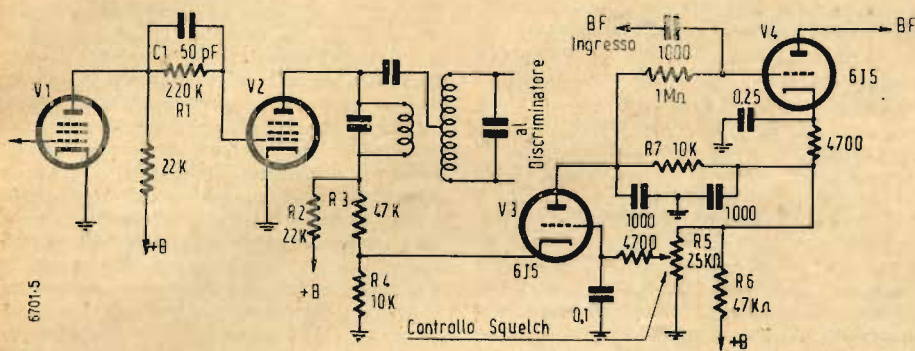 C1 50 pF
V1
220 K
R1
V2
22K
+B
R2
22K
+B
R3
47K
R4
10K
al
Discriminatore
V3
6J5
BF
Ingresso
1000
1MΩ
V4
BF
6J5
0,25
4700
R7 10K
1000
1000
4700
R5
25KΩ
0,1
R6
47KΩ
+B
Controllo Squelch
6701-5